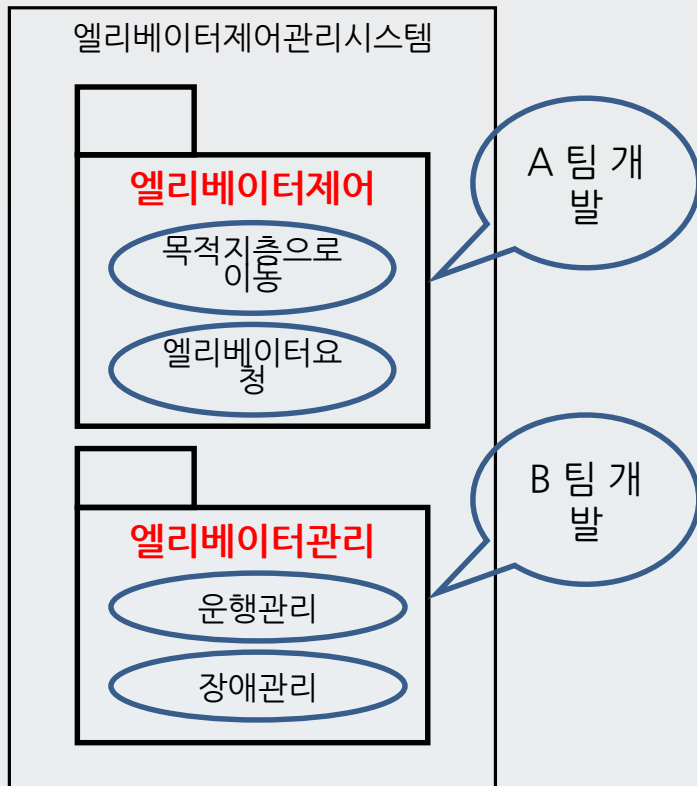 엘리베이터제어관리시스템
엘리베이터제어
목적지층으로
이동
엘리베이터요
청
A 팀 개
발
엘리베이터관리
운행관리
장애관리
B 팀 개
발